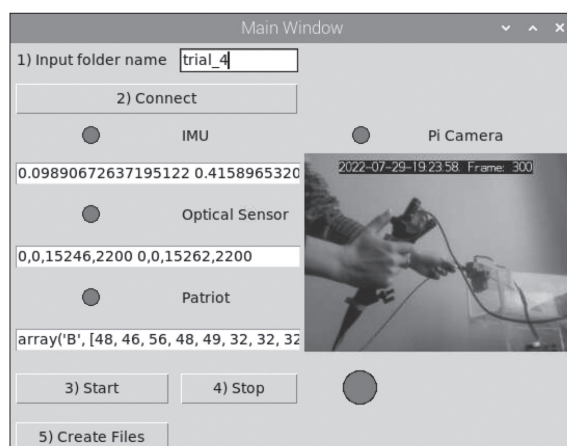 Main Window
1) Input folder name trial_4
2) Connect
IMU
Pi Camera
0.09890672637195122 0.4158965320
2022-07-29-19:23:58. Frame: 300
Optical Sensor
0,0,15246,2200 0,0,15262,2200
Patriot
array('B', [48, 46, 56, 48, 49, 32, 32, 32
3) Start
4) Stop
5) Create Files